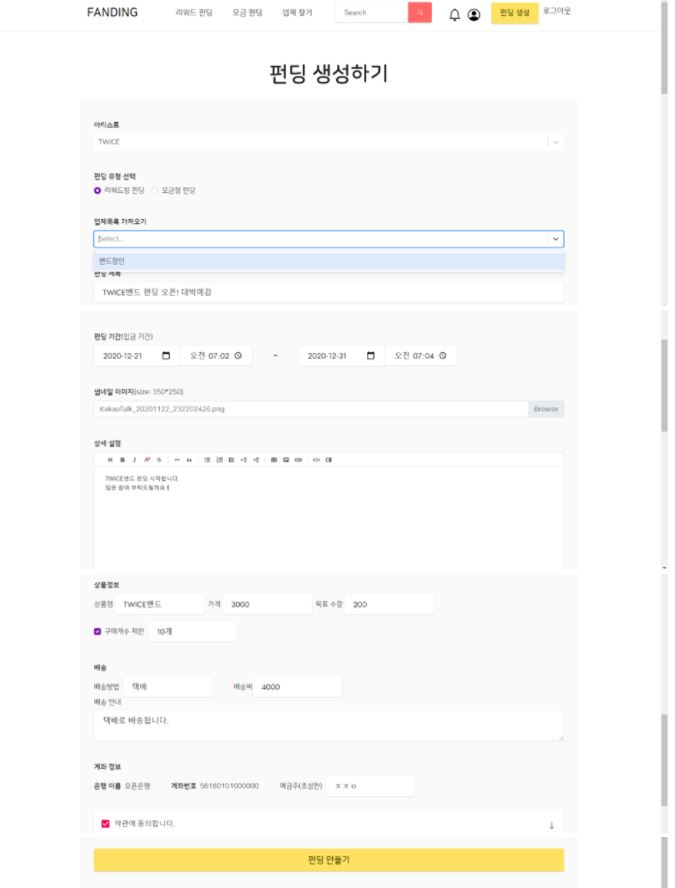 FANDING 리워드 펀딩 모금 펀딩 업체 찾기 Search 펀딩 생성 로그아웃
펀딩 생성하기
아티스트
TWICE
펀딩 유형 선택
리워드형 펀딩 모금형 펀딩
업체목록 가져오기
Select...
밴드장인
펀딩 제목
TWICE밴드 펀딩 오픈! 대박예감
펀딩 기간(입금 기간)
2020-12-21 오전 07:02 ~ 2020-12-31 오전 07:04
썸네일 이미지(size: 350*250)
KakaoTalk_20201122_232202426.png Browse
상세 설명
H B I A S
TWICE밴드 펀딩 시작합니다
많은 참여 부탁드릴게요!
상품정보
상품명 TWICE밴드 가격 3000 목표 수량 200
구매개수 제한 10개
배송
배송방법 택배 배송비 4000
배송 안내
택배로 배송됩니다.
계좌 정보
은행 이름 오픈은행 계좌번호 56180101000000 예금주(초성만) ㅈㅈㅇ
약관에 동의합니다.
펀딩 만들기